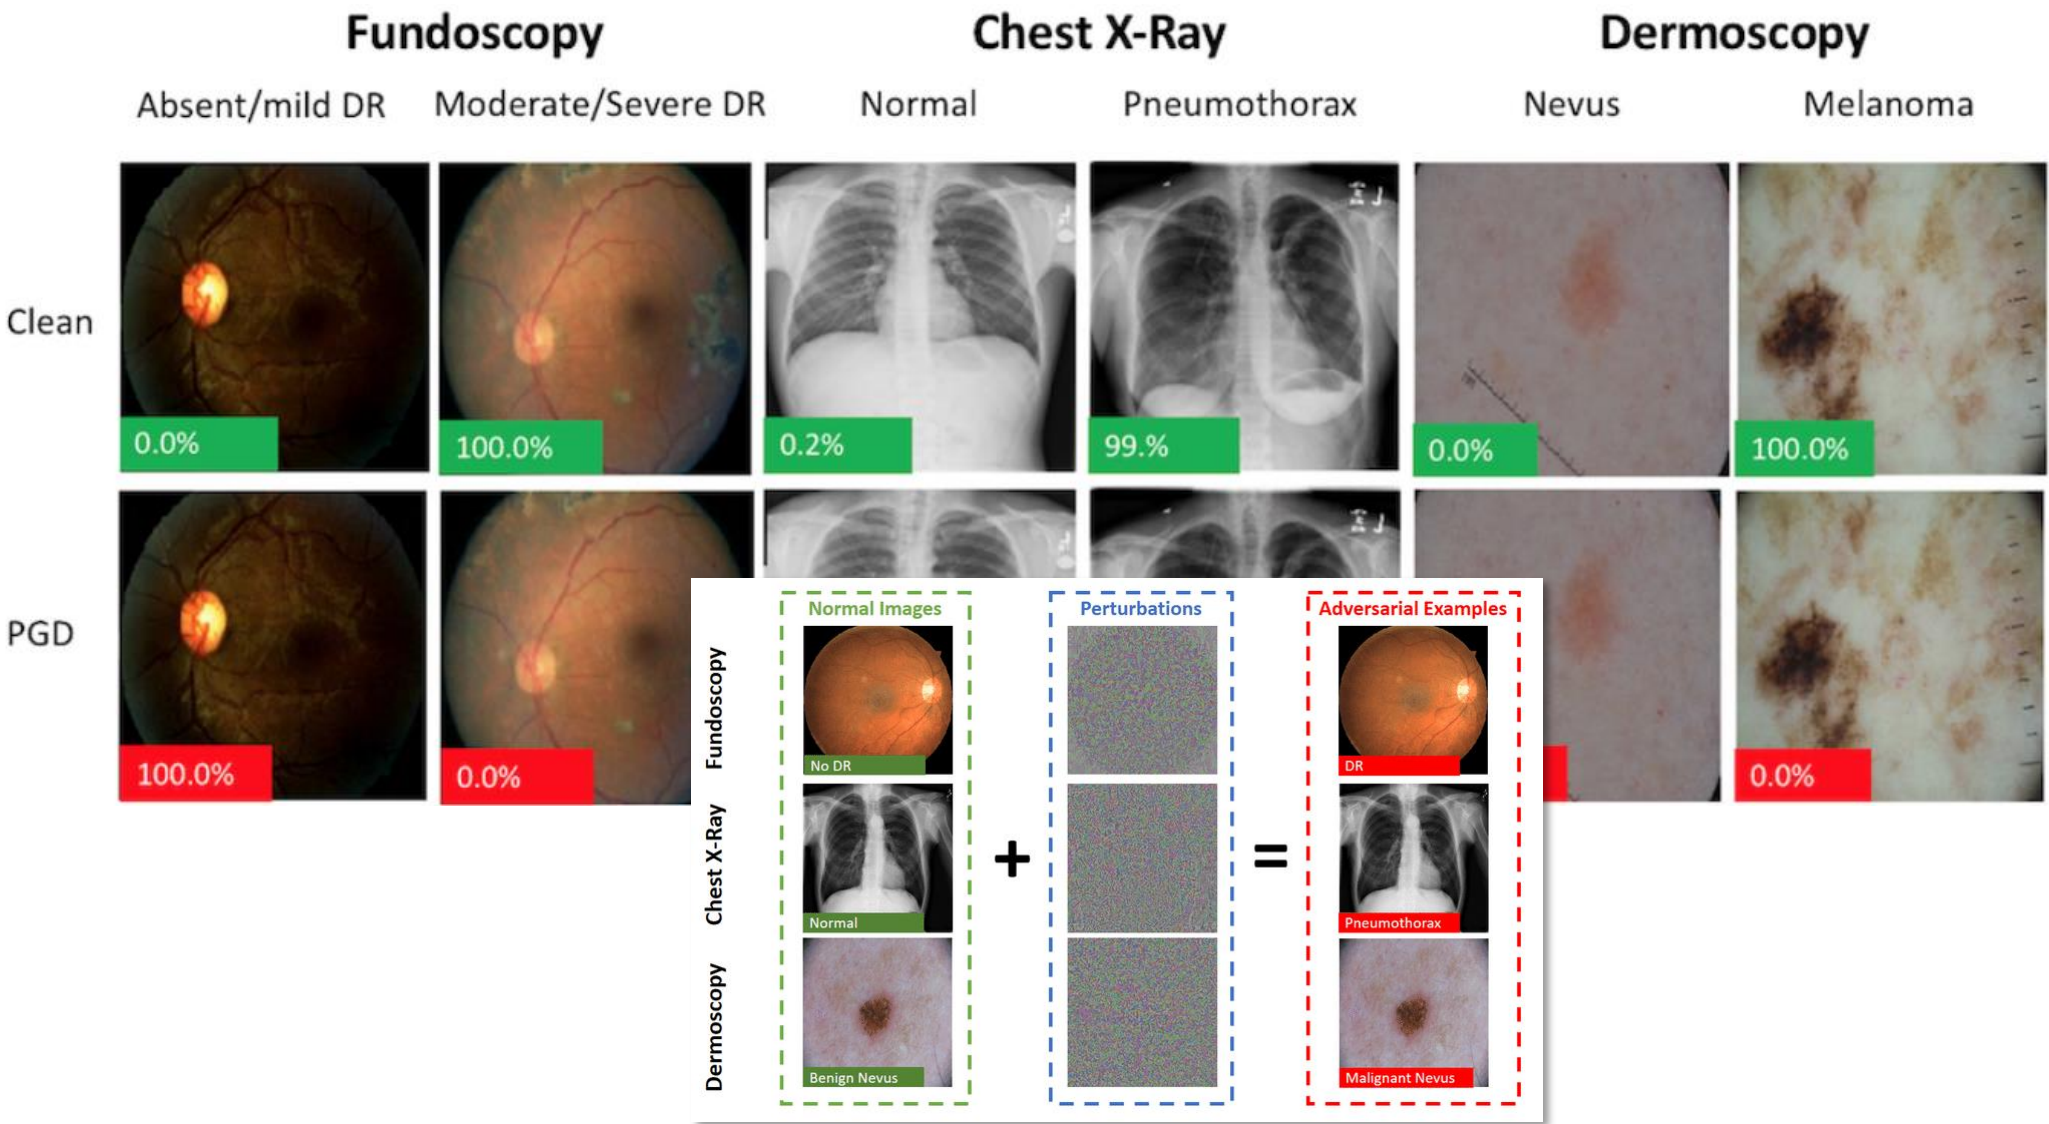 Fundoscopy Chest X-Ray Dermoscopy
Absent/mild DR Moderate/Severe DR Normal Pneumothorax Nevus Melanoma
Clean
0.0% 100.0% 0.2% 99.% 0.0% 100.0%
PGD
100.0% 0.0% 0.0%
Normal Images Perturbations Adversarial Examples
Fundoscopy
No DR DR
Chest X-Ray
+ =
Normal Pneumothorax
Dermoscopy
Benign Nevus Malignant Nevus